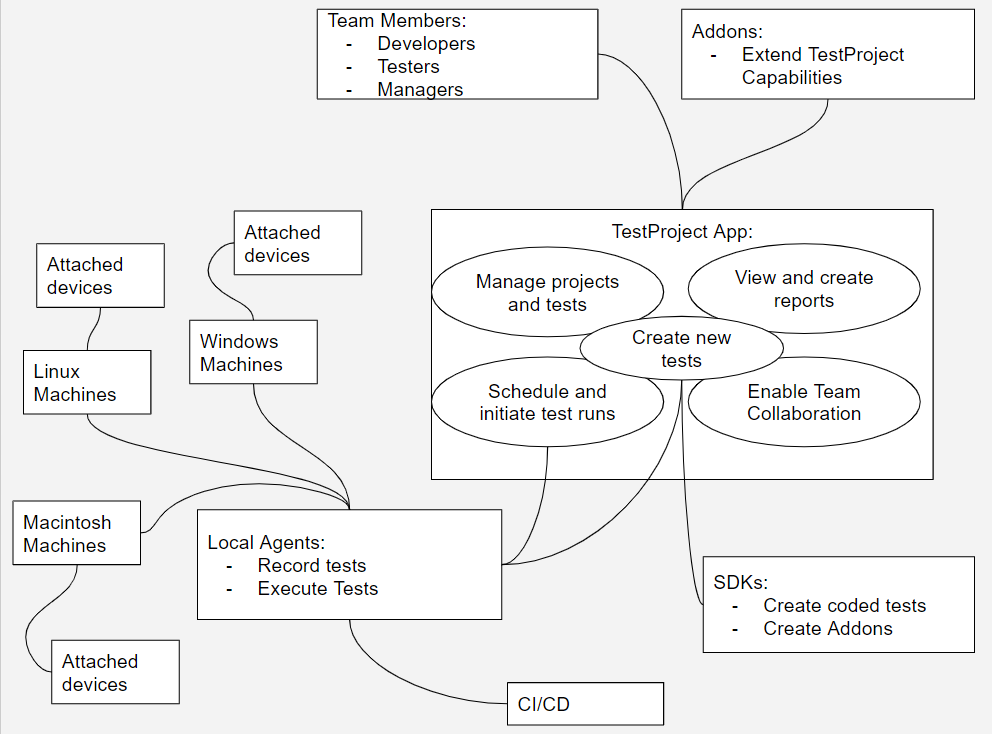 Team Members:
- Developers
- Testers
- Managers
Addons:
- Extend TestProject
Capabilities
Attached
devices
Attached
devices
Windows
Machines
Linux
Machines
TestProject App:
Manage projects
and tests
View and create
reports
Create new
tests
Schedule and
initiate test runs
Enable Team
Collaboration
Macintosh
Machines
Local Agents:
- Record tests
- Execute Tests
SDKs:
- Create coded tests
- Create Addons
Attached
devices
CI/CD